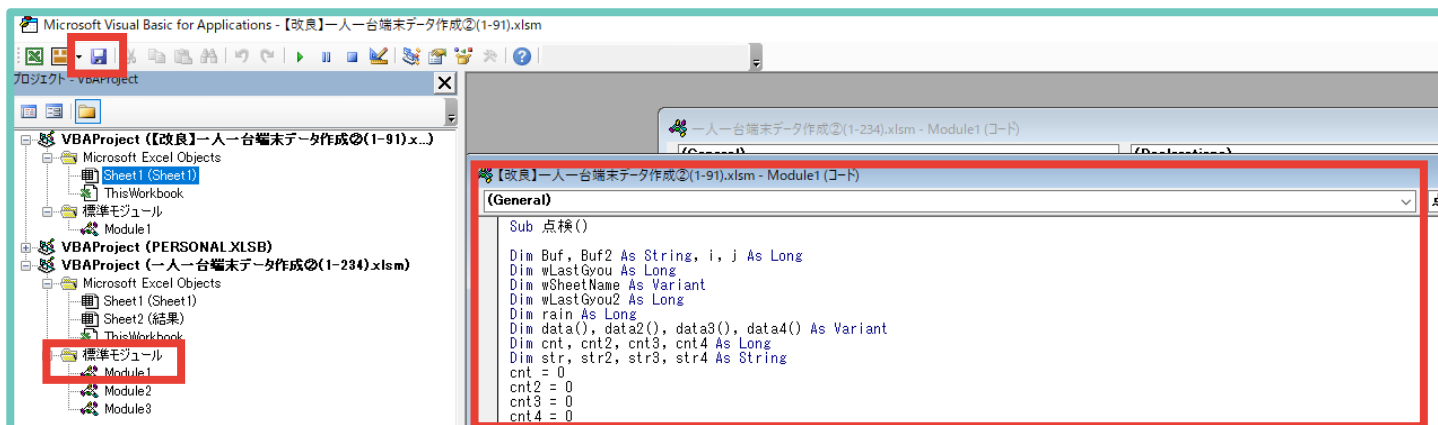 Microsoft Visual Basic for Applications - 【改良】一人一台端末データ作成②(1-91).xlsm
プロジェクト - VBAProject
VBAProject (【改良】一人一台端末データ作成②(1-91).x...)
Microsoft Excel Objects
Sheet1 (Sheet1)
ThisWorkbook
標準モジュール
Module1
VBAProject (PERSONAL.XLSB)
VBAProject (一人一台端末データ作成②(1-234).xlsm)
Microsoft Excel Objects
Sheet1 (Sheet1)
Sheet2 (結果)
ThisWorkbook
標準モジュール
Module1
Module2
Module3
一人一台端末データ作成②(1-234).xlsm - Module1 (コード)
(General)
(Declarations)
【改良】一人一台端末データ作成②(1-91).xlsm - Module1 (コード)
(General)
Sub 点検()
Dim Buf, Buf2 As String, i, j As Long
Dim wLastGyou As Long
Dim wSheetName As Variant
Dim wLastGyou2 As Long
Dim rain As Long
Dim data(), data2(), data3(), data4() As Variant
Dim cnt, cnt2, cnt3, cnt4 As Long
Dim str, str2, str3, str4 As String
cnt = 0
cnt2 = 0
cnt3 = 0
cnt4 = 0